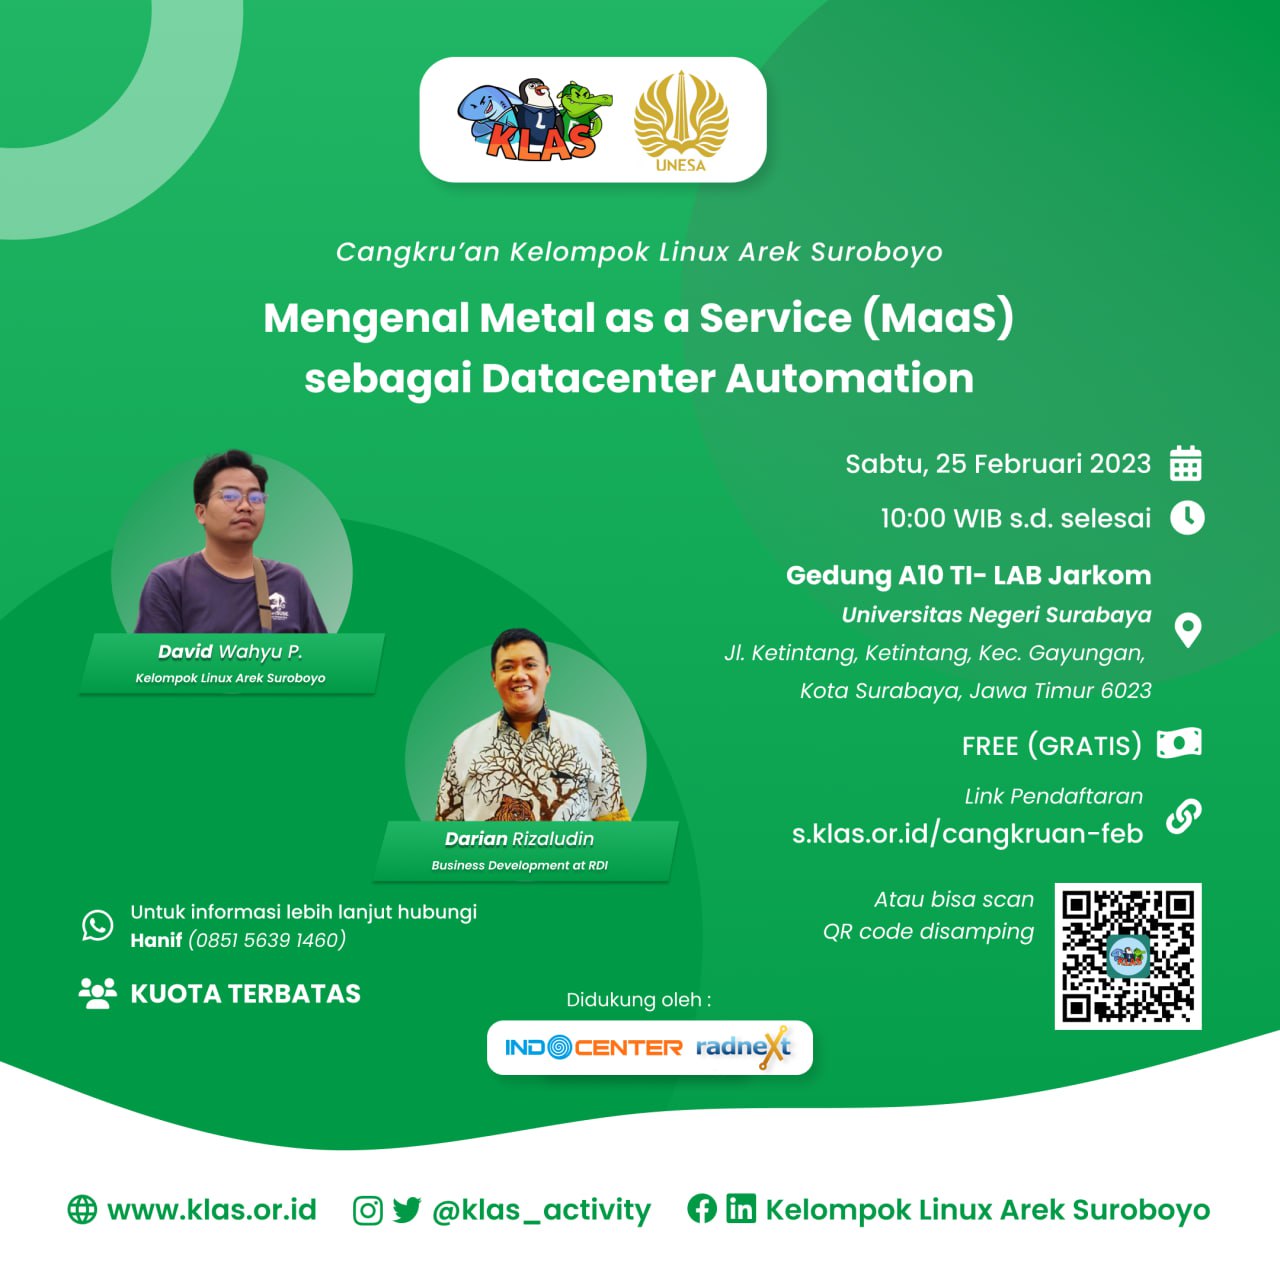 KLAS
UNESA
Cangkru’an Kelompok Linux Arek Suroboyo
Mengenal Metal as a Service (MaaS)
sebagai Datacenter Automation
David Wahyu P.
Kelompok Linux Arek Suroboyo
Darian Rizaludin
Business Development at RDI
Sabtu, 25 Februari 2023
10:00 WIB s.d. selesai
Gedung A10 TI- LAB Jarkom
Universitas Negeri Surabaya
Jl. Ketintang, Ketintang, Kec. Gayungan,
Kota Surabaya, Jawa Timur 6023
FREE (GRATIS)
Link Pendaftaran
s.klas.or.id/cangkruan-feb
Atau bisa scan
QR code disamping
Untuk informasi lebih lanjut hubungi
Hanif (0851 5639 1460)
KUOTA TERBATAS
Didukung oleh :
INDOCENTER radnext
www.klas.or.id @klas_activity Kelompok Linux Arek Suroboyo